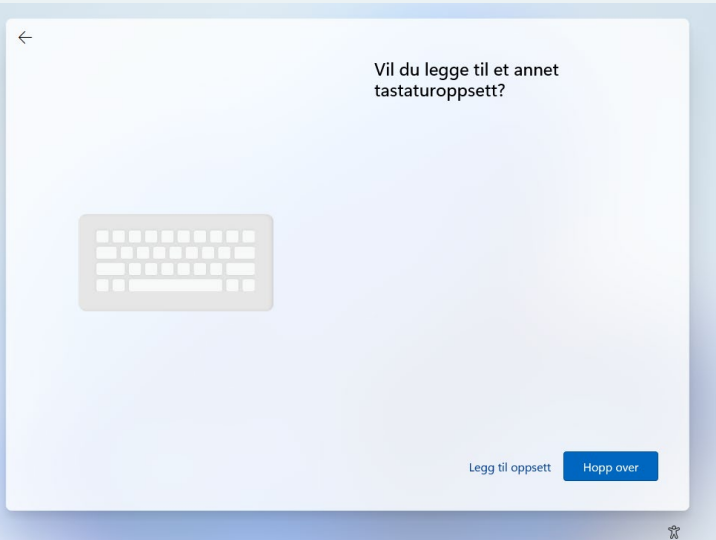 Vil du legge til et annet
tastaturoppsett?
Legg til oppsett
Hopp over